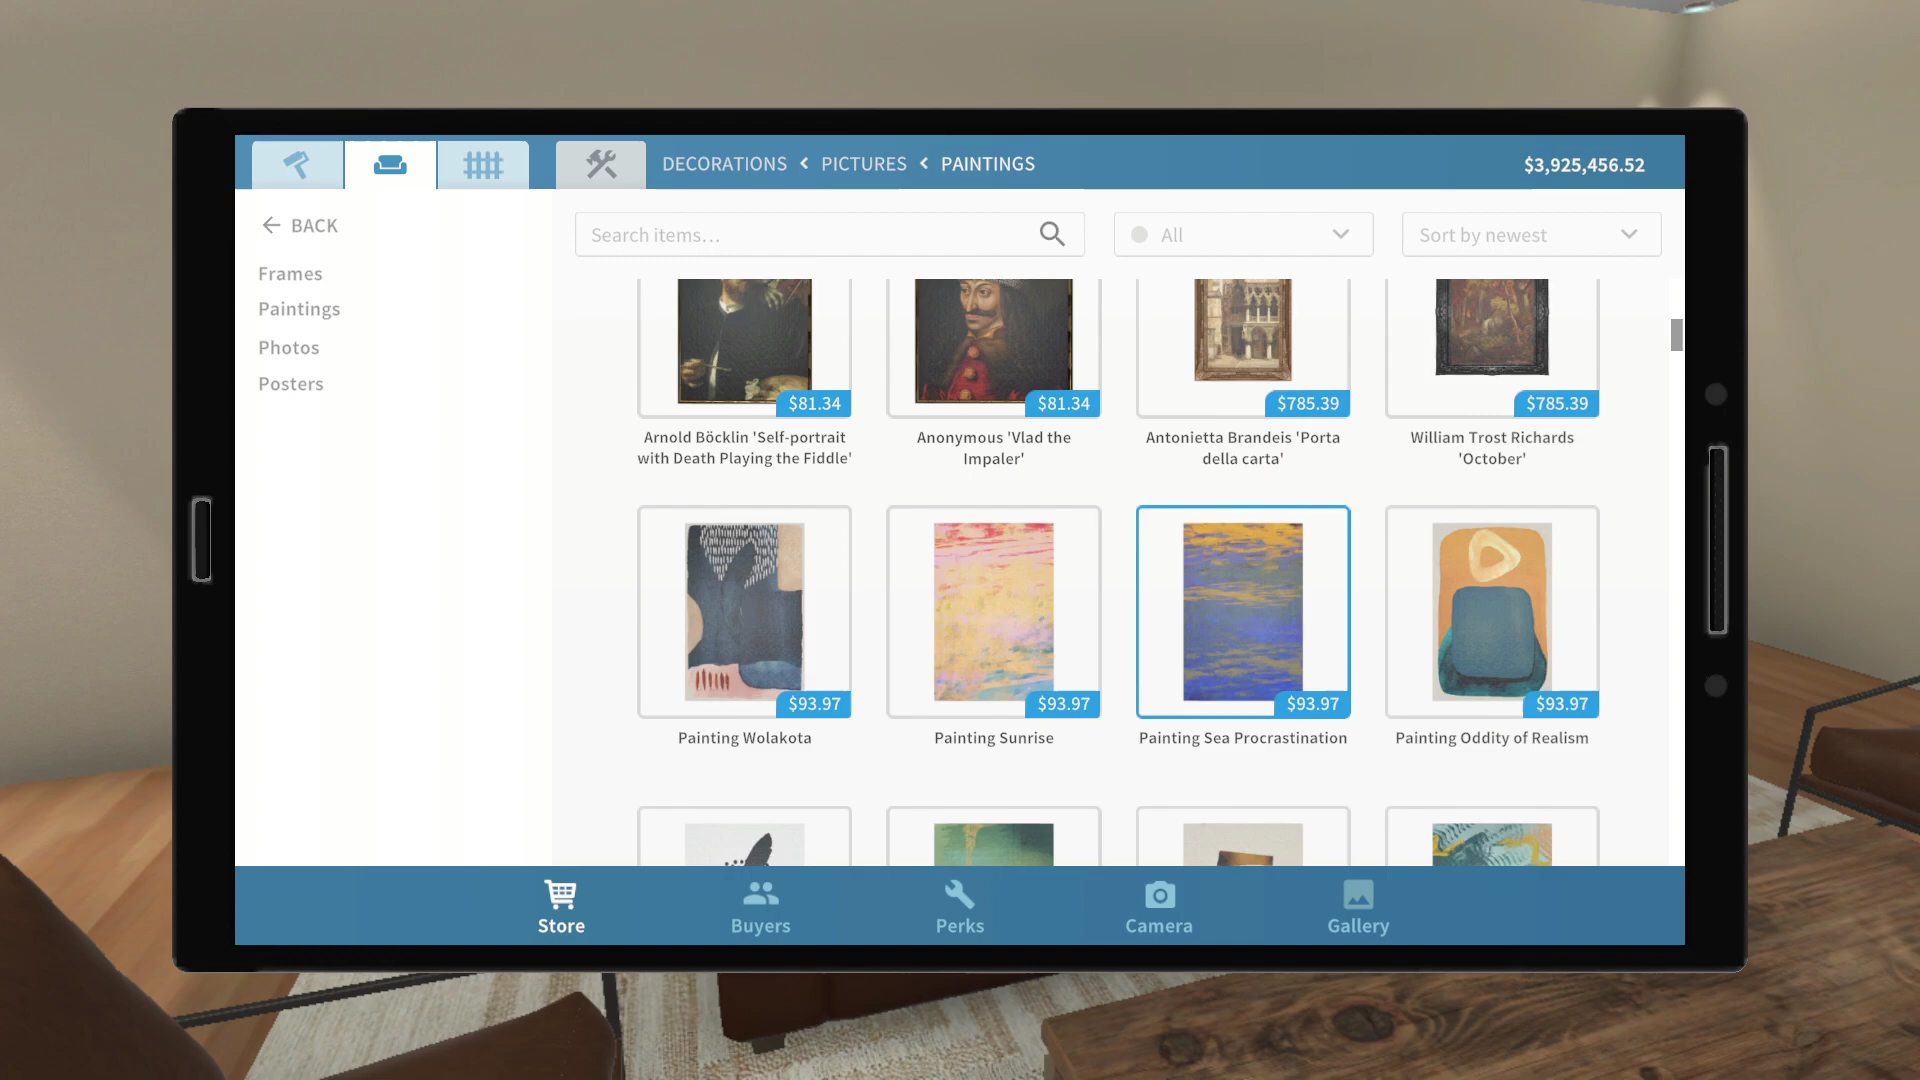 DECORATIONS < PICTURES < PAINTINGS
$3,925,456.52
BACK
Frames
Paintings
Photos
Posters
Search items...
All
Sort by newest
$81.34
$81.34
$785.39
$785.39
Arnold Böcklin 'Self-portrait
with Death Playing the Fiddle'
Anonymous 'Vlad the
Impaler'
Antonietta Brandeis 'Porta
della carta'
William Trost Richards
'October'
$93.97
$93.97
$93.97
$93.97
Painting Wolakota
Painting Sunrise
Painting Sea Procrastination
Painting Oddity of Realism
Store
Buyers
Perks
Camera
Gallery